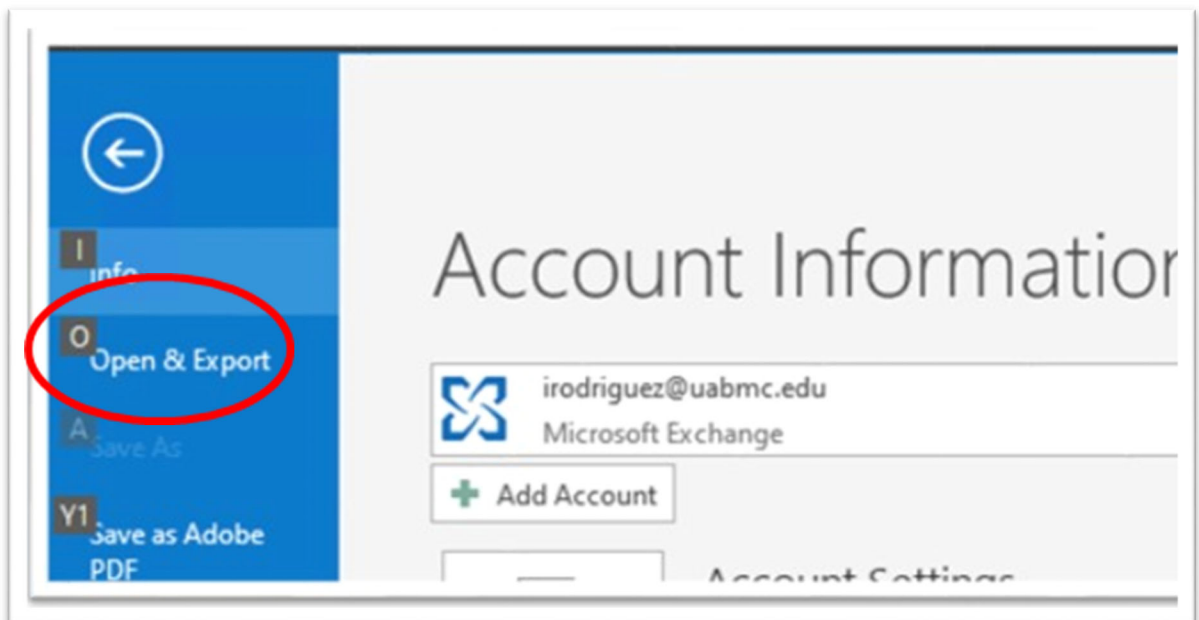 I
Info
O
Open & Export
A
Save As
Y1
Save as Adobe
PDF
Account Information
irodriguez@uabmc.edu
Microsoft Exchange
Add Account
Account Settings